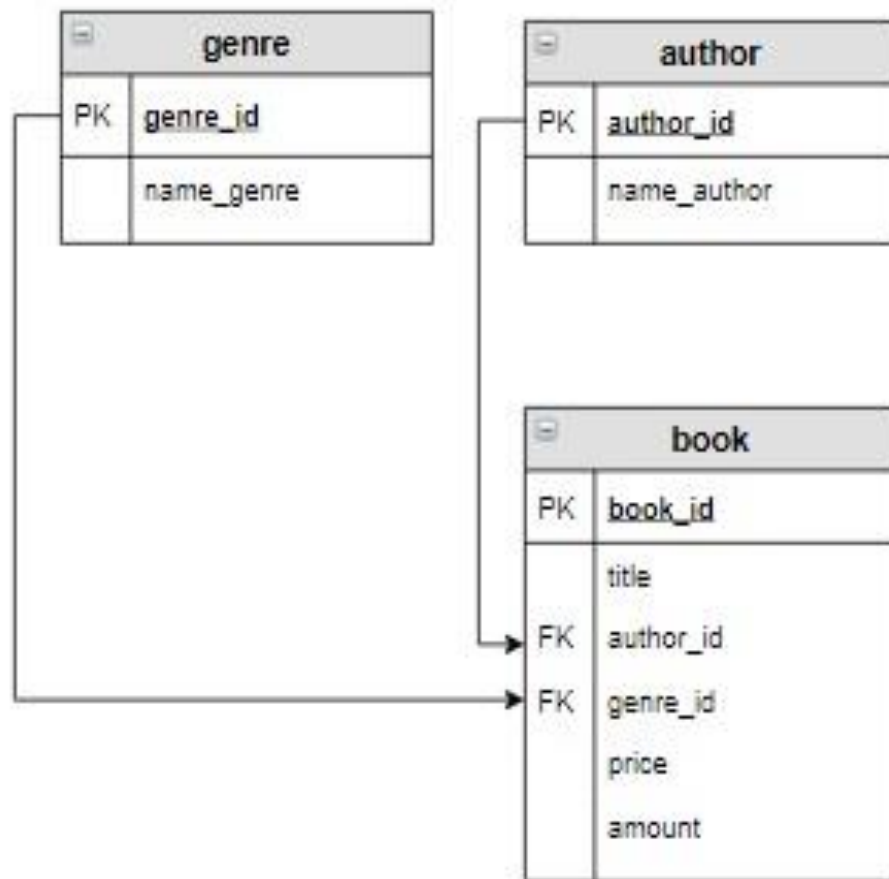 genre
PK genre_id
name_genre
author
PK author_id
name_author
book
PK book_id
title
FK author_id
FK genre_id
price
amount